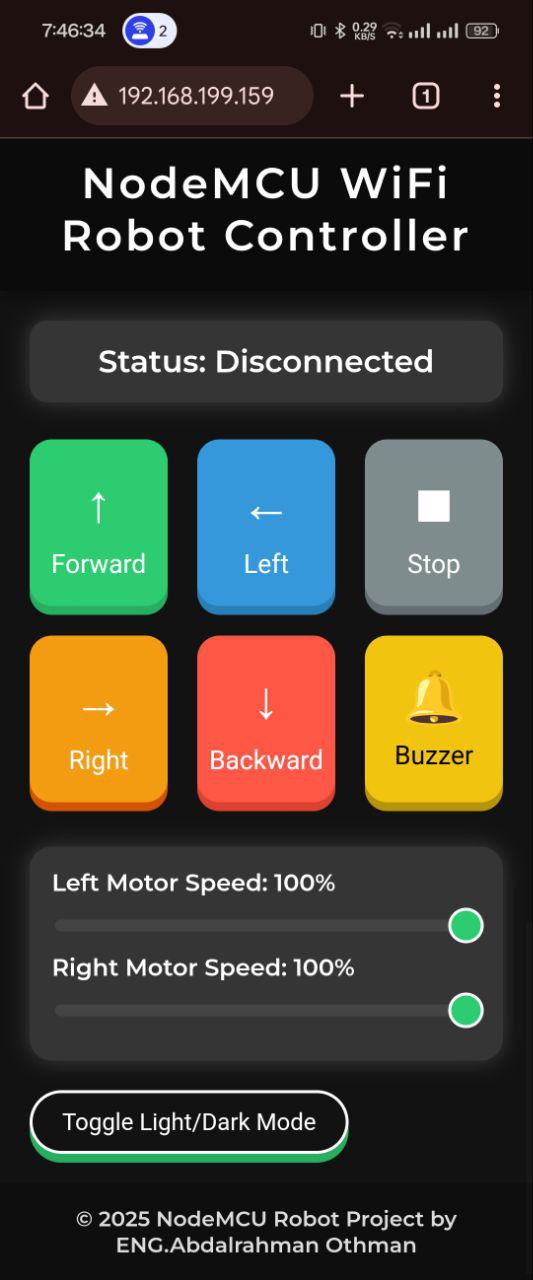 7:46:34 2 0.29 KB/S 92
192.168.199.159 1
NodeMCU WiFi
Robot Controller
Status: Disconnected
↑ ← ■
Forward Left Stop
→ ↓ 🔔
Right Backward Buzzer
Left Motor Speed: 100%
Right Motor Speed: 100%
Toggle Light/Dark Mode
© 2025 NodeMCU Robot Project by
ENG.Abdalrahman Othman